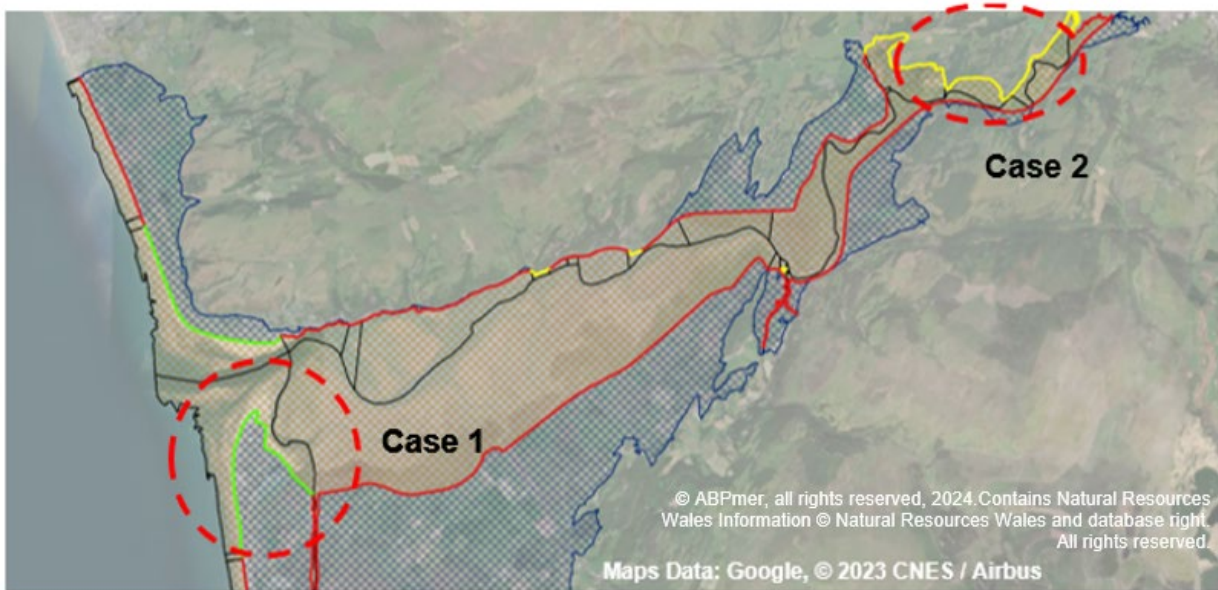 Case 2
Case 1
© ABPmer, all rights reserved, 2024.Contains Natural Resources
Wales Information © Natural Resources Wales and database right.
All rights reserved.
Maps Data: Google, © 2023 CNES / Airbus